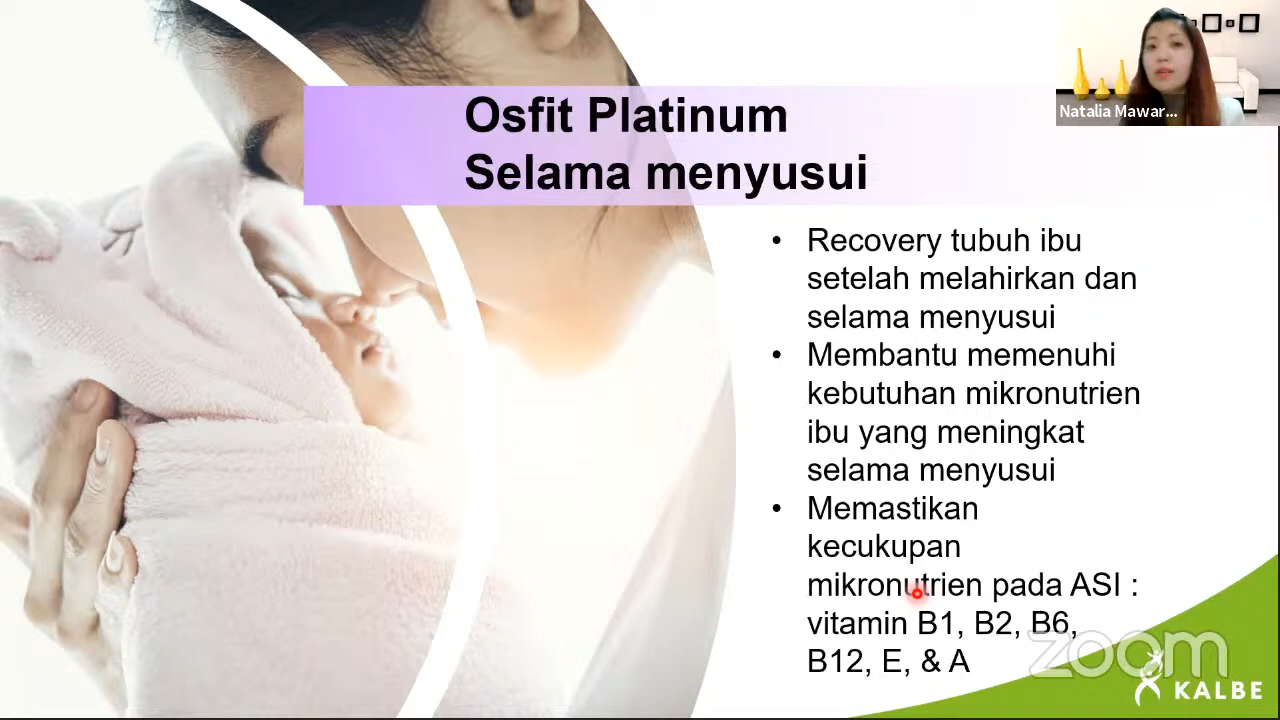 Osfit Platinum
Selama menyusui
Natalia Mawar...
• Recovery tubuh ibu
setelah melahirkan dan
selama menyusui
• Membantu memenuhi
kebutuhan mikronutrien
ibu yang meningkat
selama menyusui
• Memastikan
kecukupan
mikronutrien pada ASI :
vitamin B1, B2, B6,
B12, E, & A
zoom
KALBE